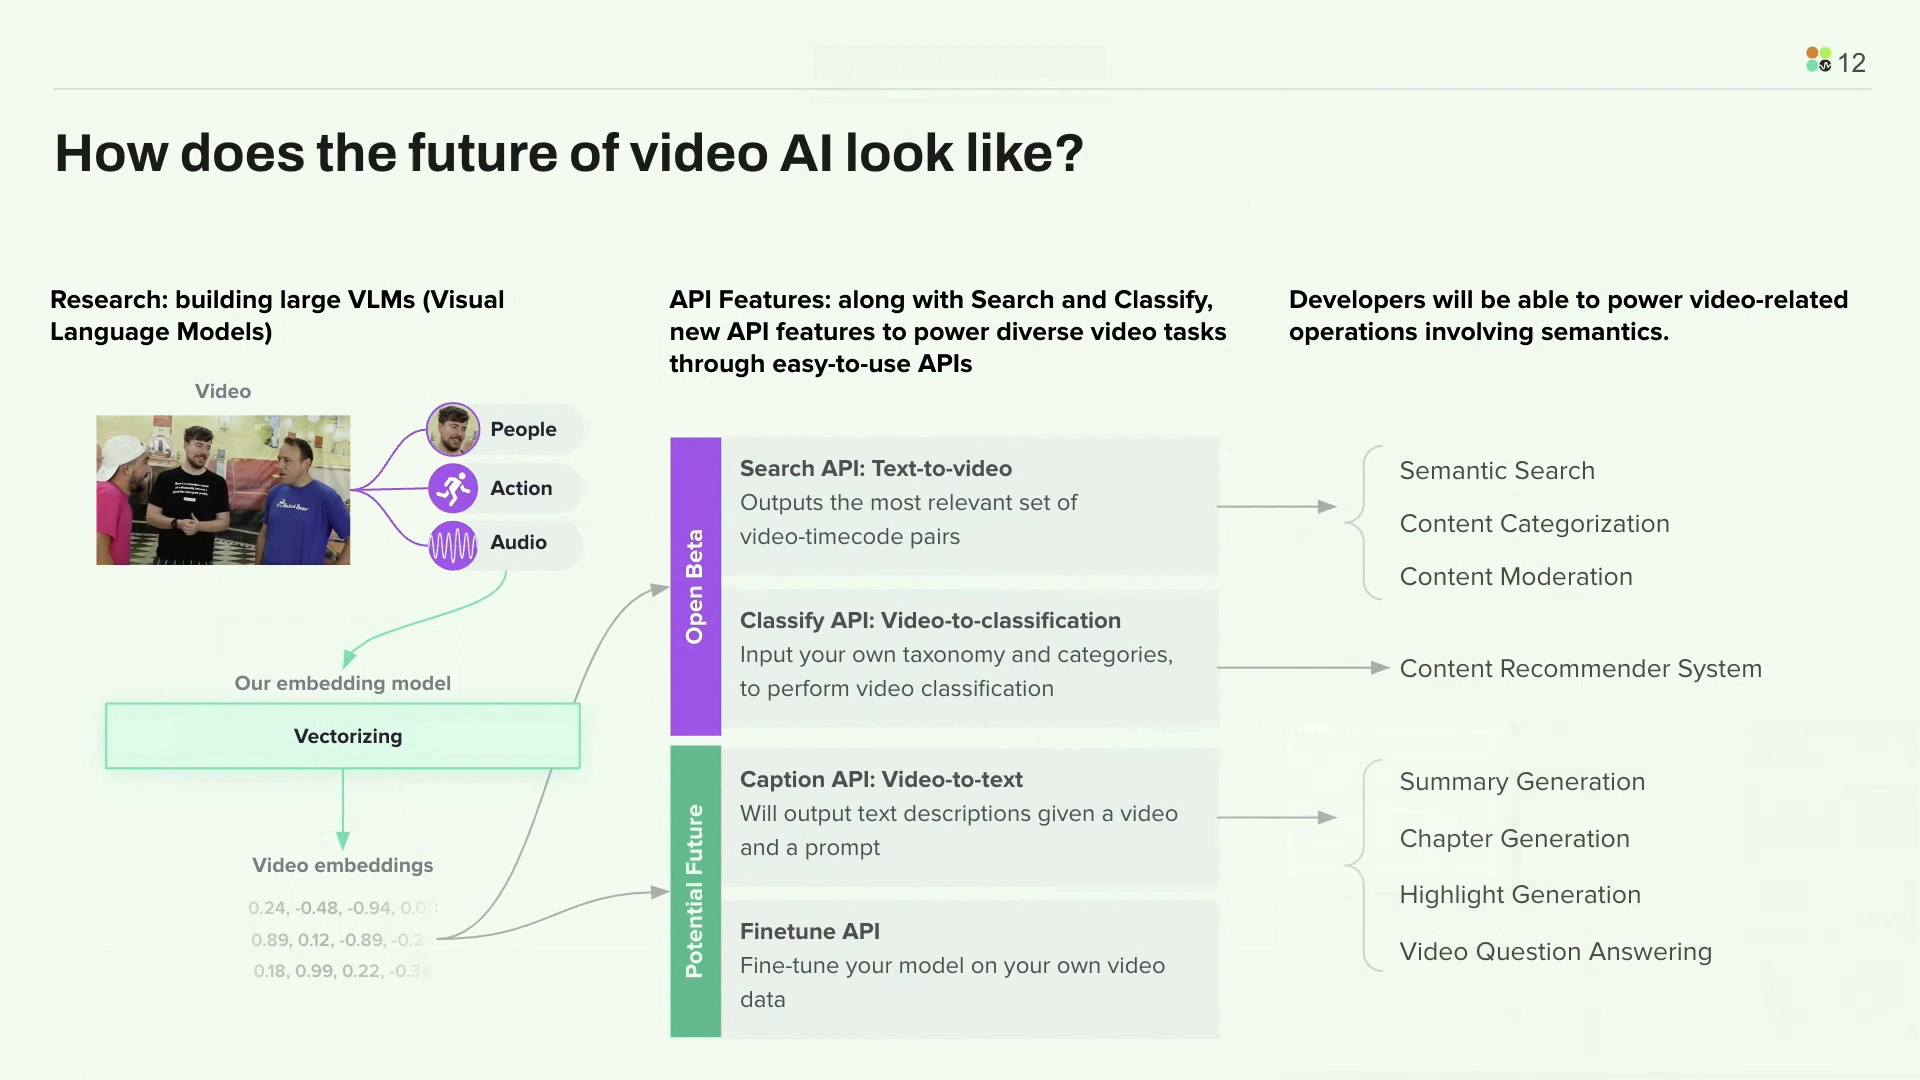 12
How does the future of video AI look like?
Research: building large VLMs (Visual
Language Models)
Video
People
Action
Audio
Our embedding model
Vectorizing
Video embeddings
0.24, -0.48, -0.94,
0.89, 0.12, -0.89,
0.18, 0.99, 0.22,
API Features: along with Search and Classify,
new API features to power diverse video tasks
through easy-to-use APIs
Open Beta
Search API: Text-to-video
Outputs the most relevant set of
video-timecode pairs
Classify API: Video-to-classification
Input your own taxonomy and categories,
to perform video classification
Potential Future
Caption API: Video-to-text
Will output text descriptions given a video
and a prompt
Finetune API
Fine-tune your model on your own video
data
Developers will be able to power video-related
operations involving semantics.
Semantic Search
Content Categorization
Content Moderation
Content Recommender System
Summary Generation
Chapter Generation
Highlight Generation
Video Question Answering